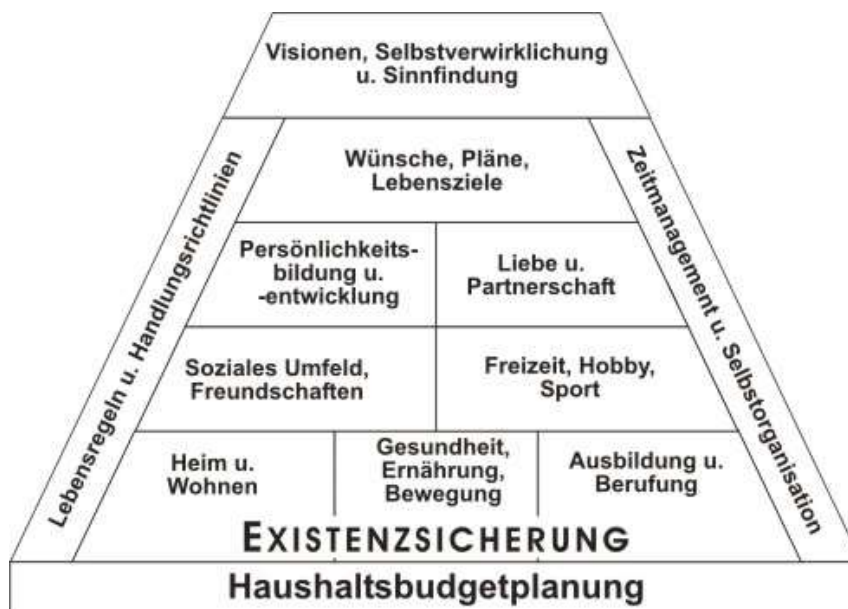 Visionen, Selbstverwirklichung
u. Sinnfindung
Lebensregeln u. Handlungsrichtlinien
Wünsche, Pläne,
Lebensziele
Zeitmanagement u. Selbstorganisation
Persönlichkeits-
bildung u.
-entwicklung
Liebe u.
Partnerschaft
Soziales Umfeld,
Freundschaften
Freizeit, Hobby,
Sport
Heim u.
Wohnen
Gesundheit,
Ernährung,
Bewegung
Ausbildung u.
Berufung
EXISTENZSICHERUNG
Haushaltsbudgetplanung